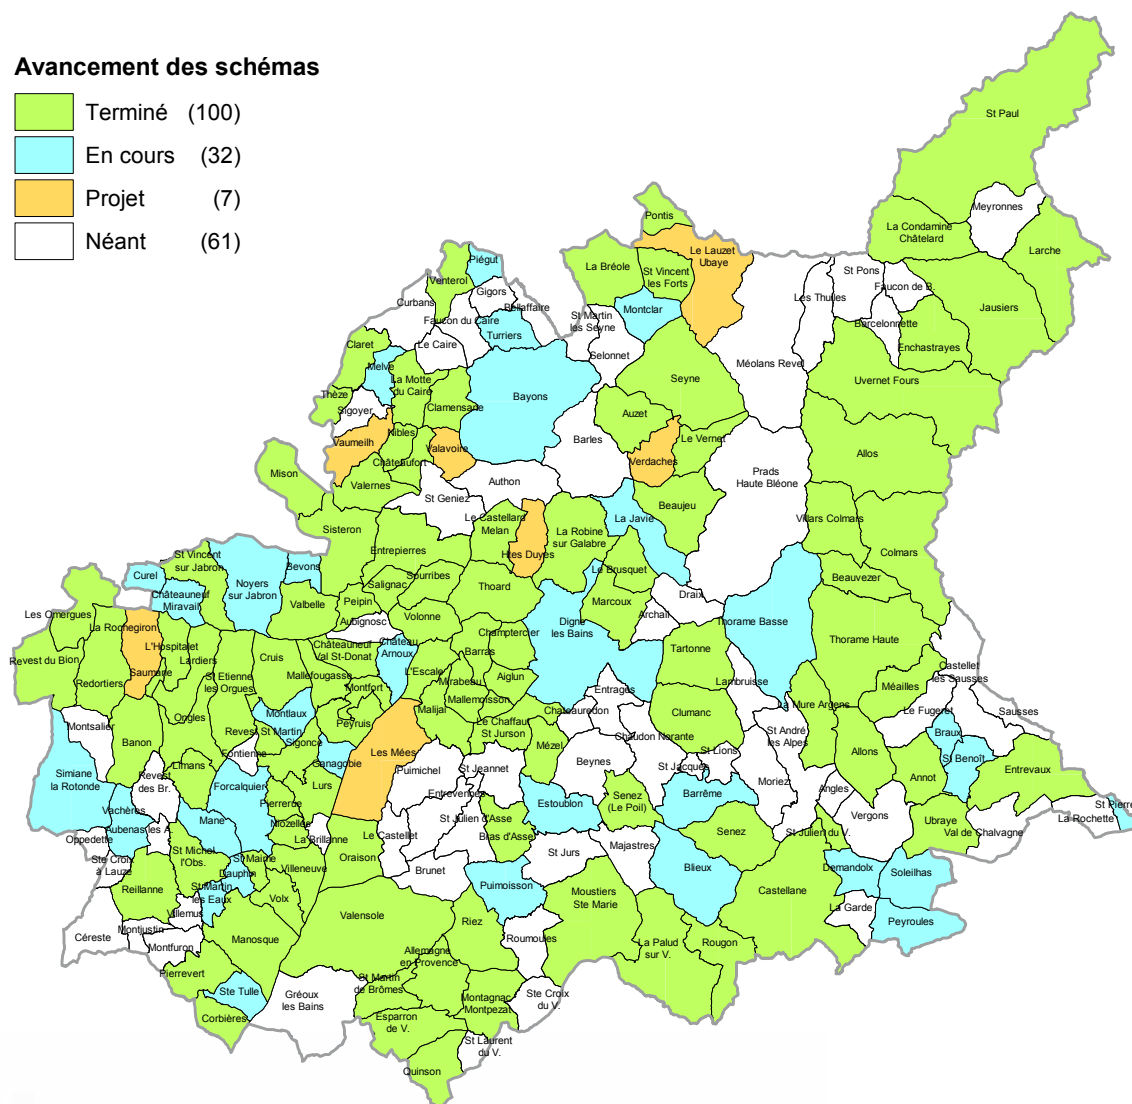 Avancement des schémas
Terminé (100)
En cours (32)
Projet (7)
Néant (61)
St Paul
Meyronnes
Pontis
La Condamine
Châtelard
Larche
Le Lauzet
Ubaye
Piégut
La Bréole
St Vincent
les Forts
St Pons
Venterol
Gigors
Faucon de B.
Curbans
Bellaffaire
Les Thuiles
Jausiers
Montclar
Faucon du Caire
St Martin
les Seyne
Barcelonnette
Turriers
Claret
Le Caire
Enchastrayes
Selonnet
Melve
Méolans Revel
La Motte
du Caire
Seyne
Uvernet Fours
Thèze
Bayons
Sigoyer
Clamensane
Auzet
Nibles
Barles
Le Vernet
Vaumeilh
Valavoire
Allos
Châteaufort
Verdaches
Mison
Prads
Haute Bléone
Authon
Valernes
St Geniez
Beaujeu
Le Castellard
Melan
La Javie
Villars Colmars
Sisteron
La Robine
sur Galabre
Entrepierres
Htes Duyes
Colmars
St Vincent
sur Jabron
Bevons
Le Brusquet
Curel
Sourribes
Beauvezer
Noyers
sur Jabron
Salignac
Thoard
Châteauneuf
Miravail
Draix
Valbelle
Peipin
Marcoux
Les Omergues
Volonne
Archail
Aubignosc
Digne
les Bains
Thorame Basse
La Rochegiron
Champtercier
Thorame Haute
L'Hospitalet
Châteauneuf
Val St-Donat
Château
Arnoux
Tartonne
Revest du Bion
Lardiers
Cruis
Barras
Castellet
les Sausses
Saumane
L'Escale
Aiglun
St Etienne
les Orgues
Mallefougasse
Mirabeau
Lambruisse
Redortiers
Montfort
Entrages
Méailles
Mallemoisson
La Mure Argens
Montlaux
Malijai
Chateauredon
Clumanc
Le Fugeret
Sausses
Ongles
Peyruis
Le Chaffaut
St Jurson
Montsalier
Revest St Martin
St André
les Alpes
Braux
Banon
Sigonce
Mézel
Chaudon Norante
Fontienne
Les Mées
St Lions
Allons
St Benoît
Limans
Ganagobie
Beynes
St Jacques
Entrevaux
Simiane
la Rotonde
Revest
des Br.
Puimichel
St Jeannet
Annot
Forcalquier
Lurs
Moriez
Angles
Entrevennes
Senez
(Le Poil)
Barrême
Vachères
Pierrerue
Estoublon
St Pierre
La Rochette
Mane
St Julien d'Asse
Vergons
Ubraye
Aubenas les A.
Niozelles
Oppedette
La Brillanne
Le Castellet
Bras d'Asse
Senez
St Julien du V.
Val de Chalvagne
Majastres
Ste Croix
à Lauze
St Michel
l'Obs.
St Maime
Oraison
St Jurs
Dauphin
Villeneuve
Brunet
Blieux
Demandolx
Soleilhas
Reillanne
St Martin
les Eaux
Puimoisson
Moustiers
Ste Marie
Castellane
Volx
Villemus
Valensole
La Garde
Montjustin
Riez
Peyroules
Céreste
Manosque
Roumoules
La Palud
sur V.
Rougon
Montfuron
Allemagne
en Provence
Pierrevert
St Martin
de Brômes
Ste Tulle
Gréoux
les Bains
Montagnac
Montpezat
Ste Croix
du V.
Corbières
Esparron
de V.
St Laurent
du V.
Quinson